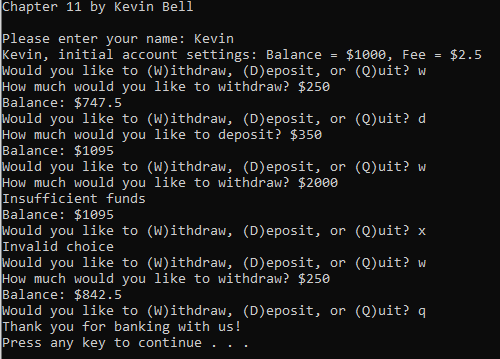 Chapter 11 by Kevin Bell
Please enter your name: Kevin
Kevin, initial account settings: Balance = $1000, Fee = $2.5
Would you like to (W)ithdraw, (D)eposit, or (Q)uit? w
How much would you like to withdraw? $250
Balance: $747.5
Would you like to (W)ithdraw, (D)eposit, or (Q)uit? d
How much would you like to deposit? $350
Balance: $1095
Would you like to (W)ithdraw, (D)eposit, or (Q)uit? w
How much would you like to withdraw? $2000
Insufficient funds
Balance: $1095
Would you like to (W)ithdraw, (D)eposit, or (Q)uit? x
Invalid choice
Would you like to (W)ithdraw, (D)eposit, or (Q)uit? w
How much would you like to withdraw? $250
Balance: $842.5
Would you like to (W)ithdraw, (D)eposit, or (Q)uit? q
Thank you for banking with us!
Press any key to continue . . .